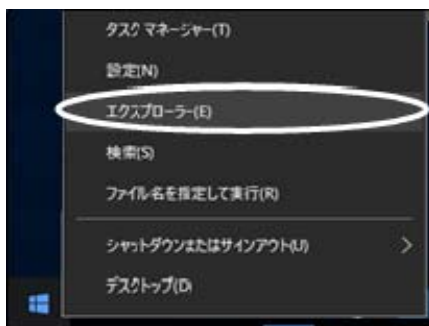 タスク マネージャー(T)
設定(N)
エクスプローラー(E)
検索(S)
ファイル名を指定して実行(R)
シャットダウンまたはサインアウト(U)
デスクトップ(D)